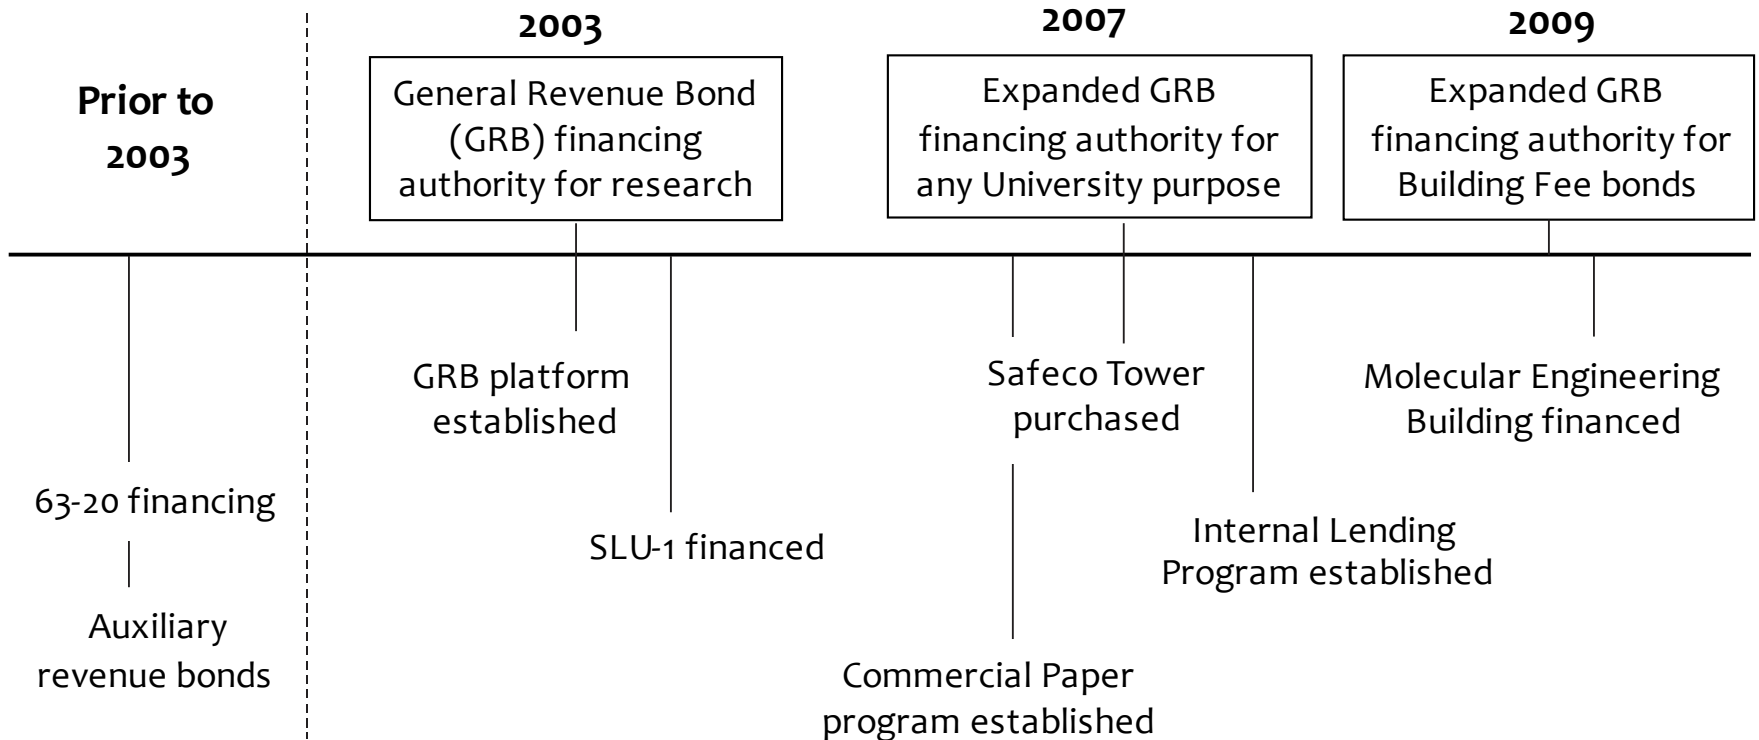 Prior to
2003
2003
General Revenue Bond
(GRB) financing
authority for research
2007
Expanded GRB
financing authority for
any University purpose
2009
Expanded GRB
financing authority for
Building Fee bonds
63-20 financing
Auxiliary
revenue bonds
GRB platform
established
SLU-1 financed
Safeco Tower
purchased
Commercial Paper
program established
Internal Lending
Program established
Molecular Engineering
Building financed